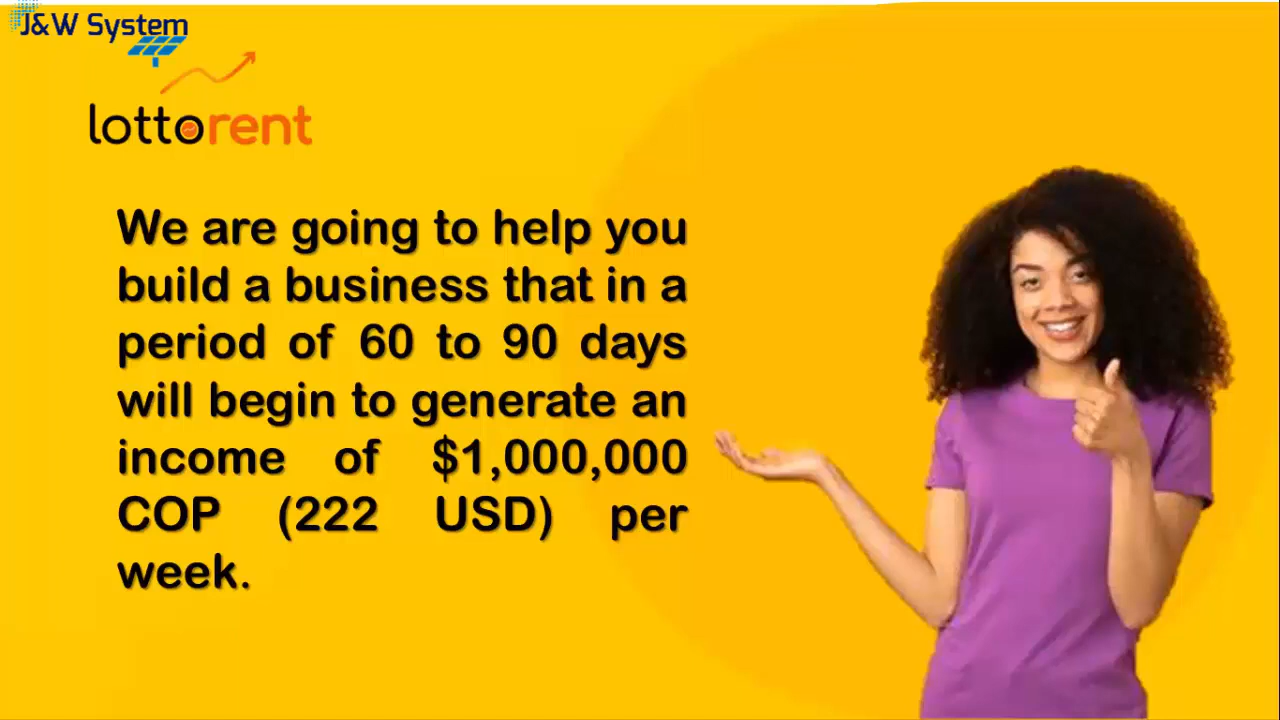 J&W System
lottorent
We are going to help you
build a business that in a
period of 60 to 90 days
will begin to generate an
income of $1,000,000
COP (222 USD) per
week.